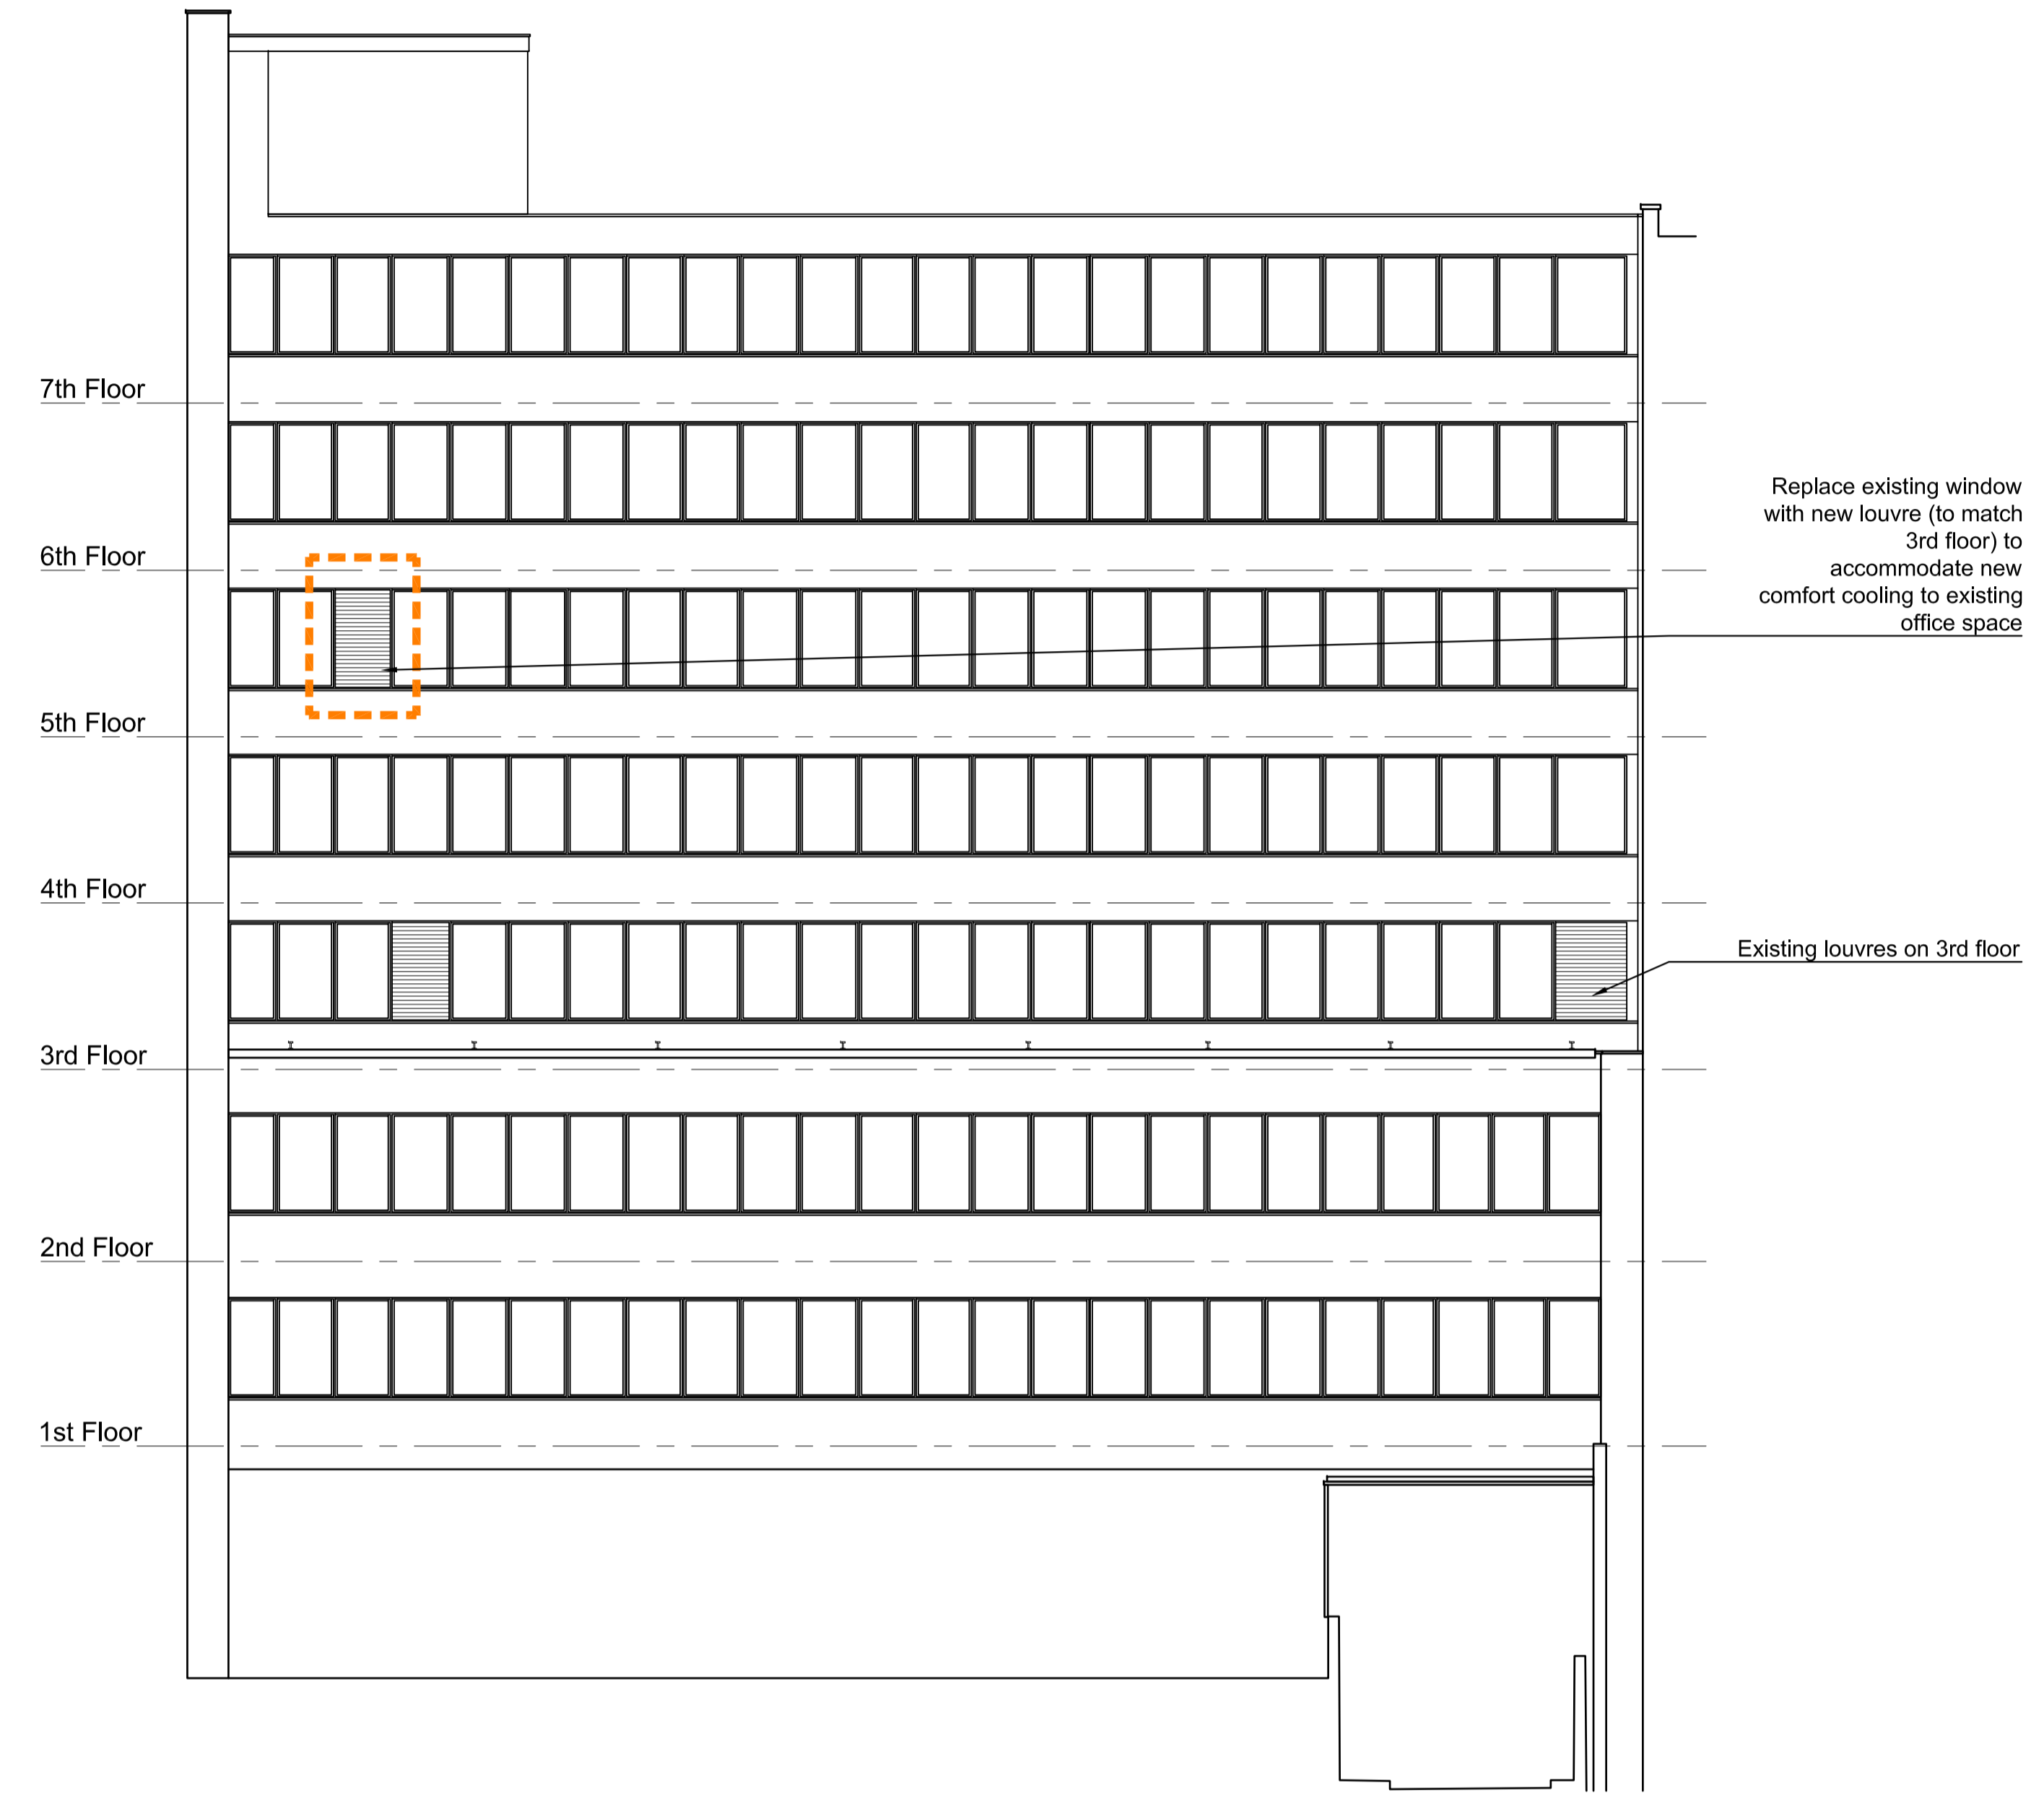 7th Floor
Replace existing window
with new louvre (to match
3rd floor) to
accommodate new
comfort cooling to existing
office space
6th Floor
5th Floor
4th Floor
Existing louvres on 3rd floor
3rd Floor
2nd Floor
1st Floor